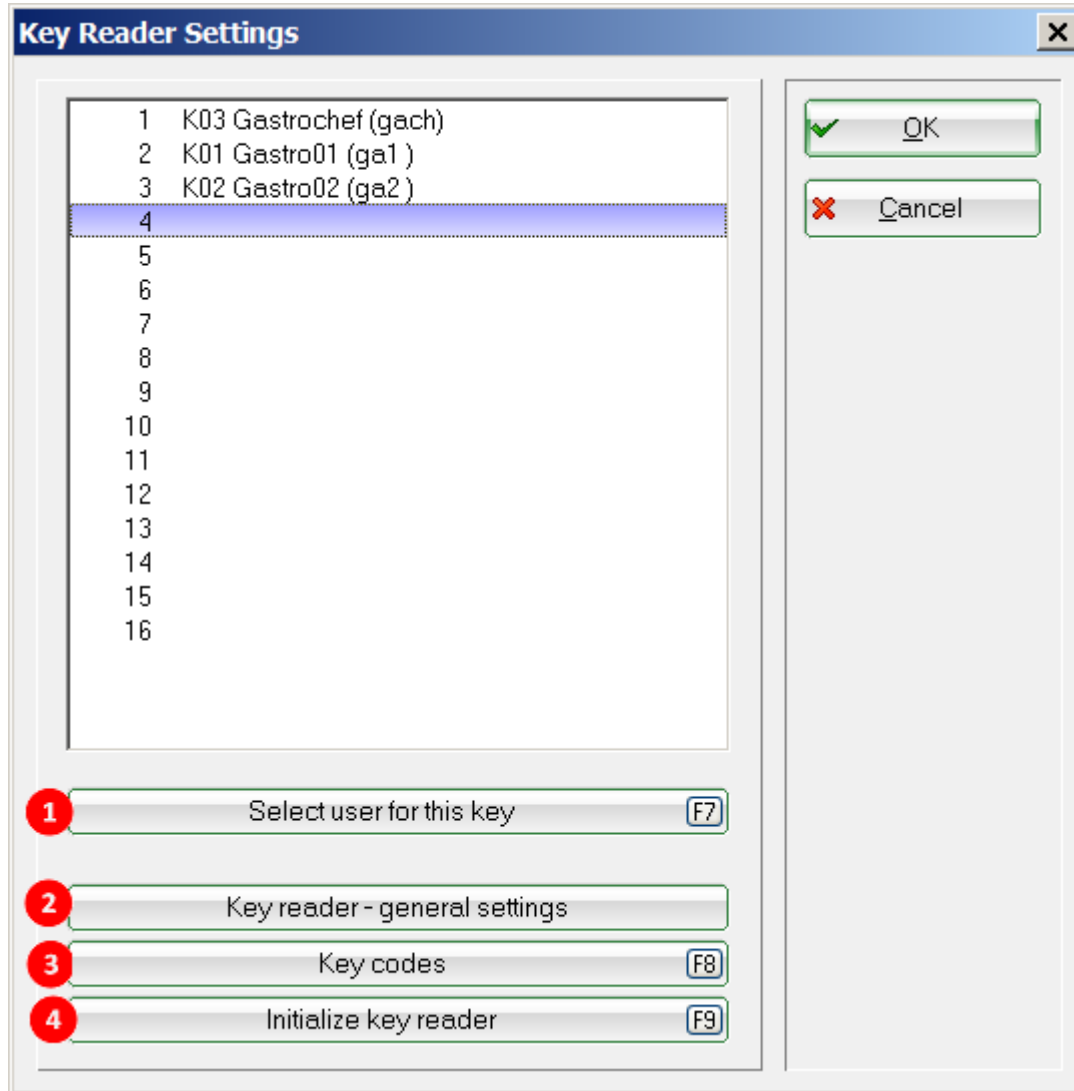 Key Reader Settings
1 K03 Gastrochef (gach)
2 K01 Gastro01 (ga1 )
3 K02 Gastro02 (ga2 )
4
5
6
7
8
9
10
11
12
13
14
15
16
OK
Cancel
1 Select user for this key F7
2 Key reader - general settings
3 Key codes F8
4 Initialize key reader F9